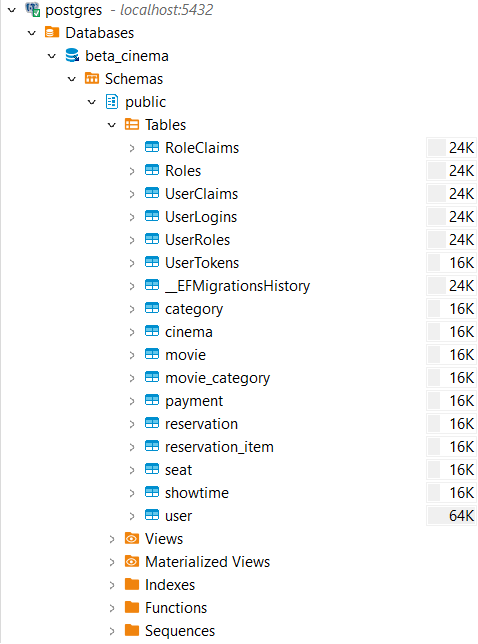 postgres - localhost:5432
Databases
beta_cinema
Schemas
public
Tables
RoleClaims 24K
Roles 24K
UserClaims 24K
UserLogins 24K
UserRoles 24K
UserTokens 16K
__EFMigrationsHistory 24K
category 16K
cinema 16K
movie 16K
movie_category 16K
payment 16K
reservation 16K
reservation_item 16K
seat 16K
showtime 16K
user 64K
Views
Materialized Views
Indexes
Functions
Sequences